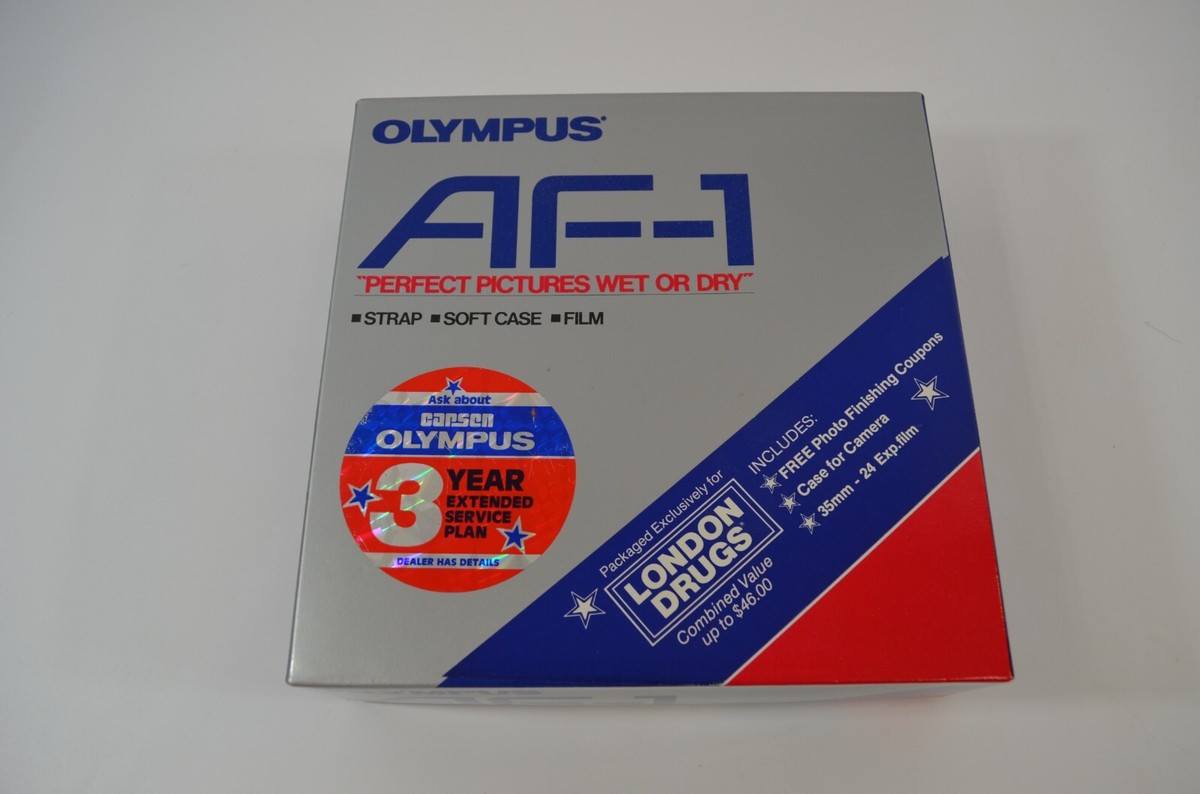 OLYMPUS
AF-1
"PERFECT PICTURES WET OR DRY"
■ STRAP ■ SOFT CASE ■ FILM
Ask about
carsen
OLYMPUS
3 YEAR
EXTENDED
SERVICE
PLAN
DEALER HAS DETAILS
Packaged Exclusively for
LONDON
DRUGS®
Combined Value
up to $46.00
INCLUDES:
FREE Photo Finishing Coupons
Case for Camera
35mm - 24 Exp.film